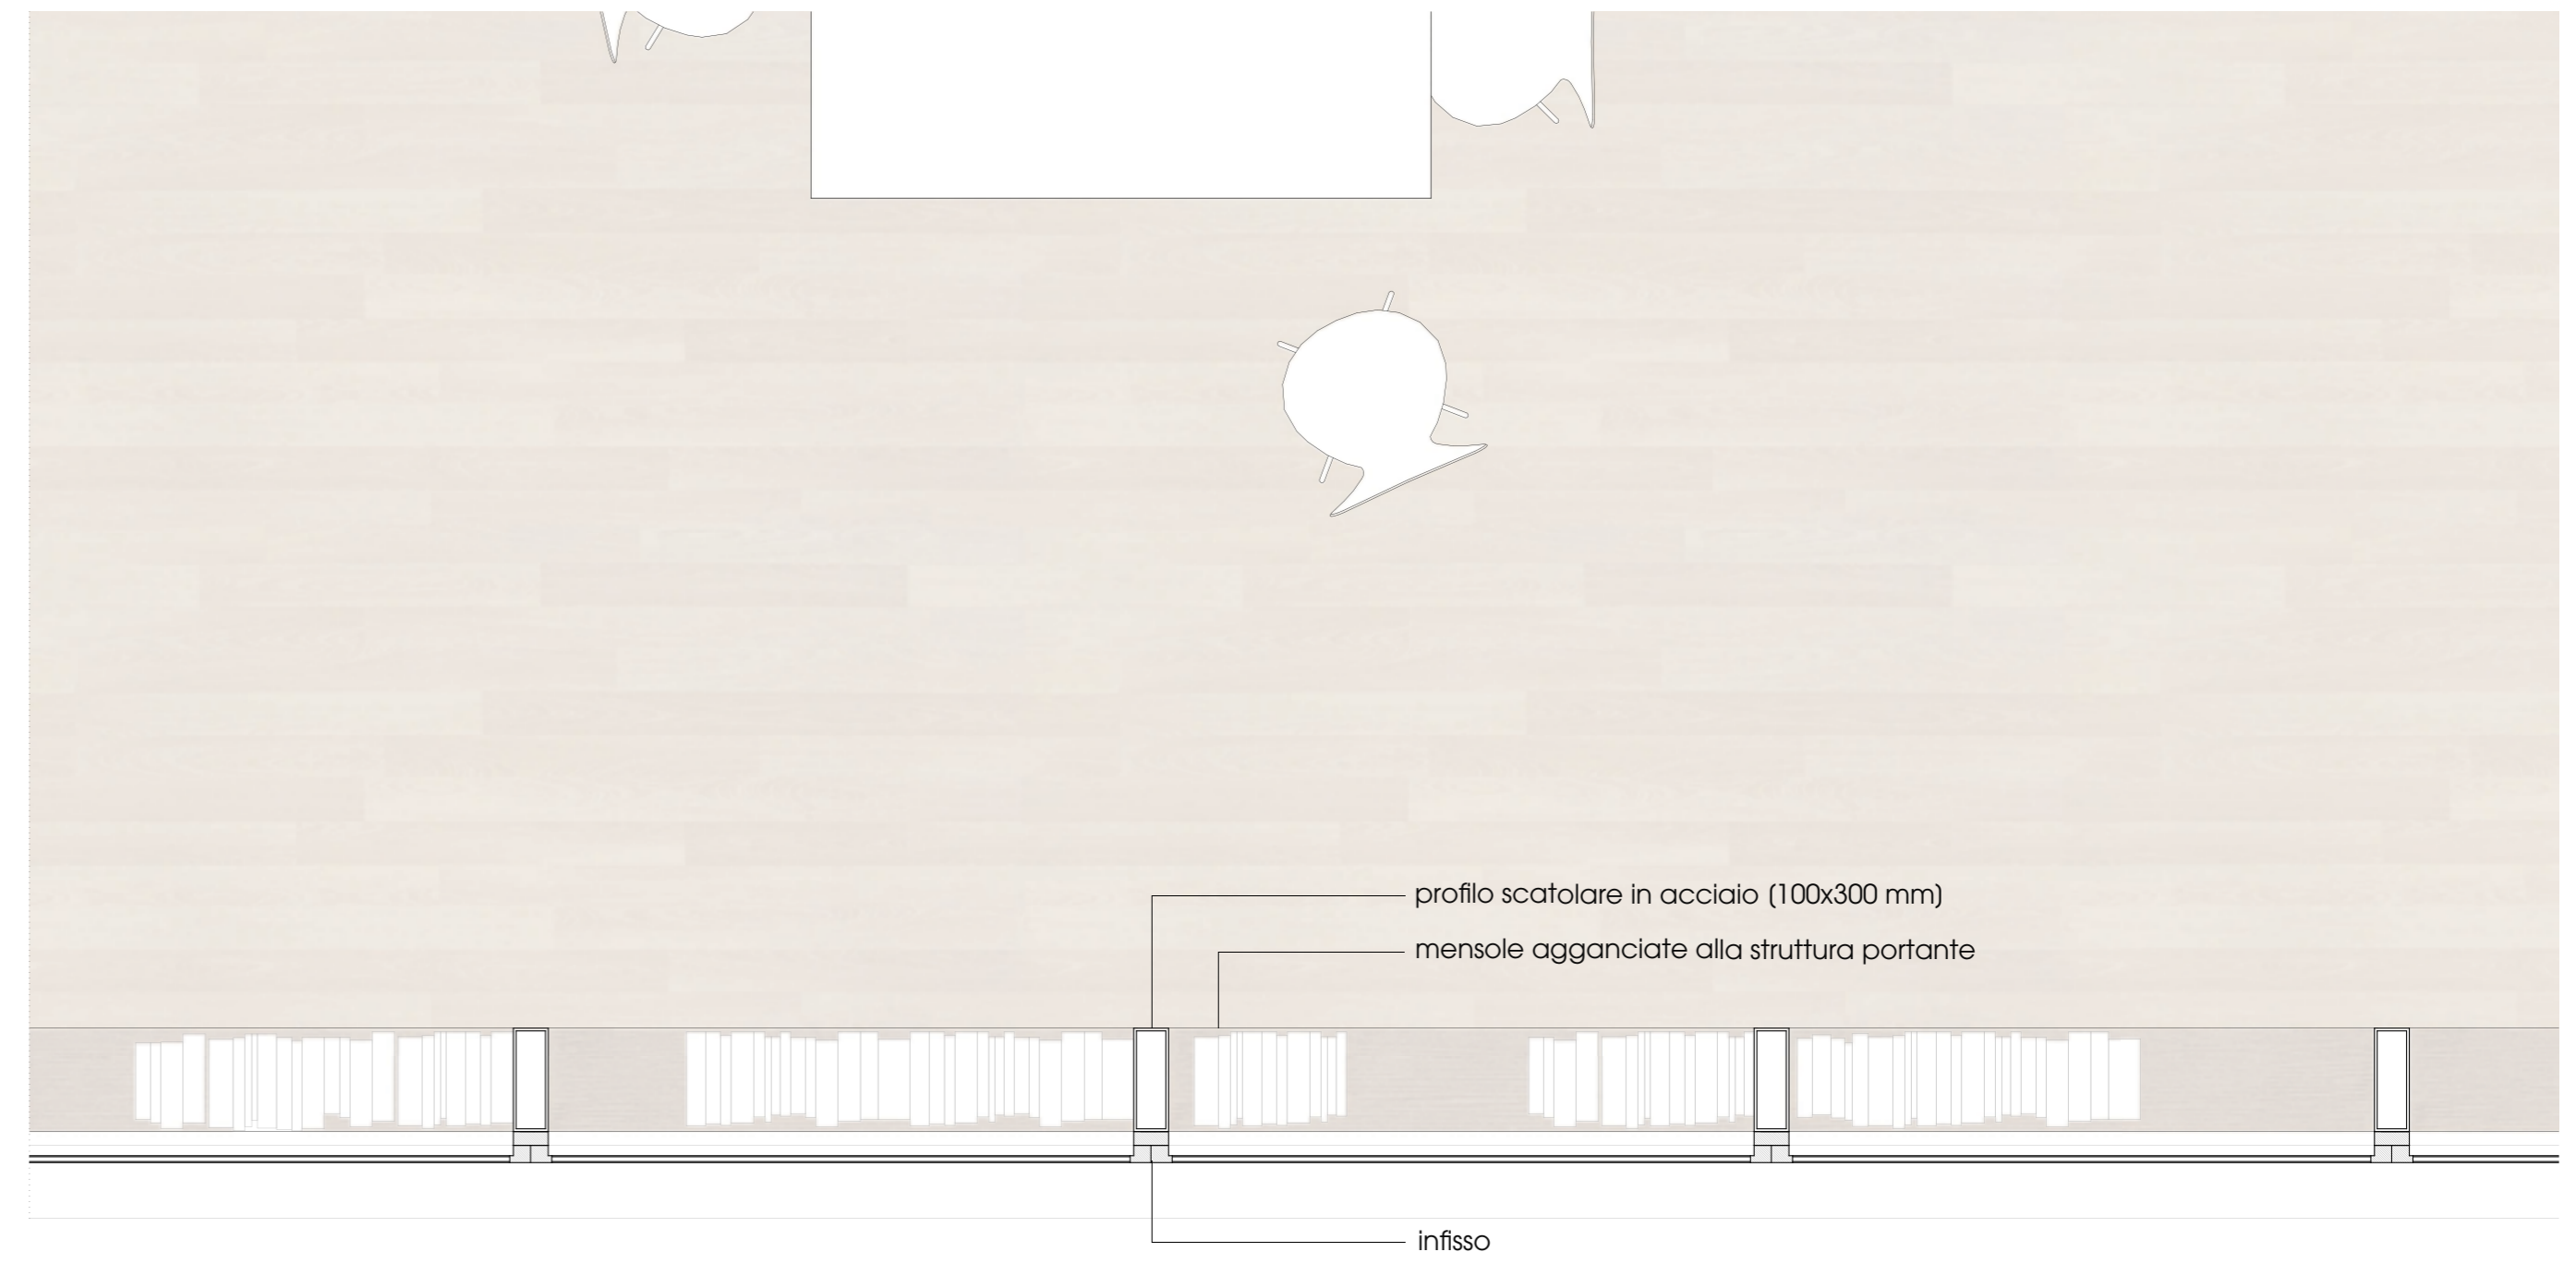 profilo scatolare in acciaio (100x300 mm)
mensole agganciate alla struttura portante
infisso